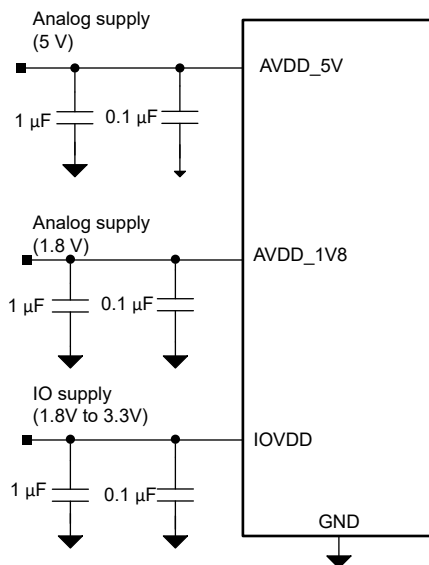 Analog supply
(5 V)
AVDD_5V
1 µF
0.1 µF
Analog supply
(1.8 V)
AVDD_1V8
1 µF
0.1 µF
IO supply
(1.8V to 3.3V)
IOVDD
1 µF
0.1 µF
GND